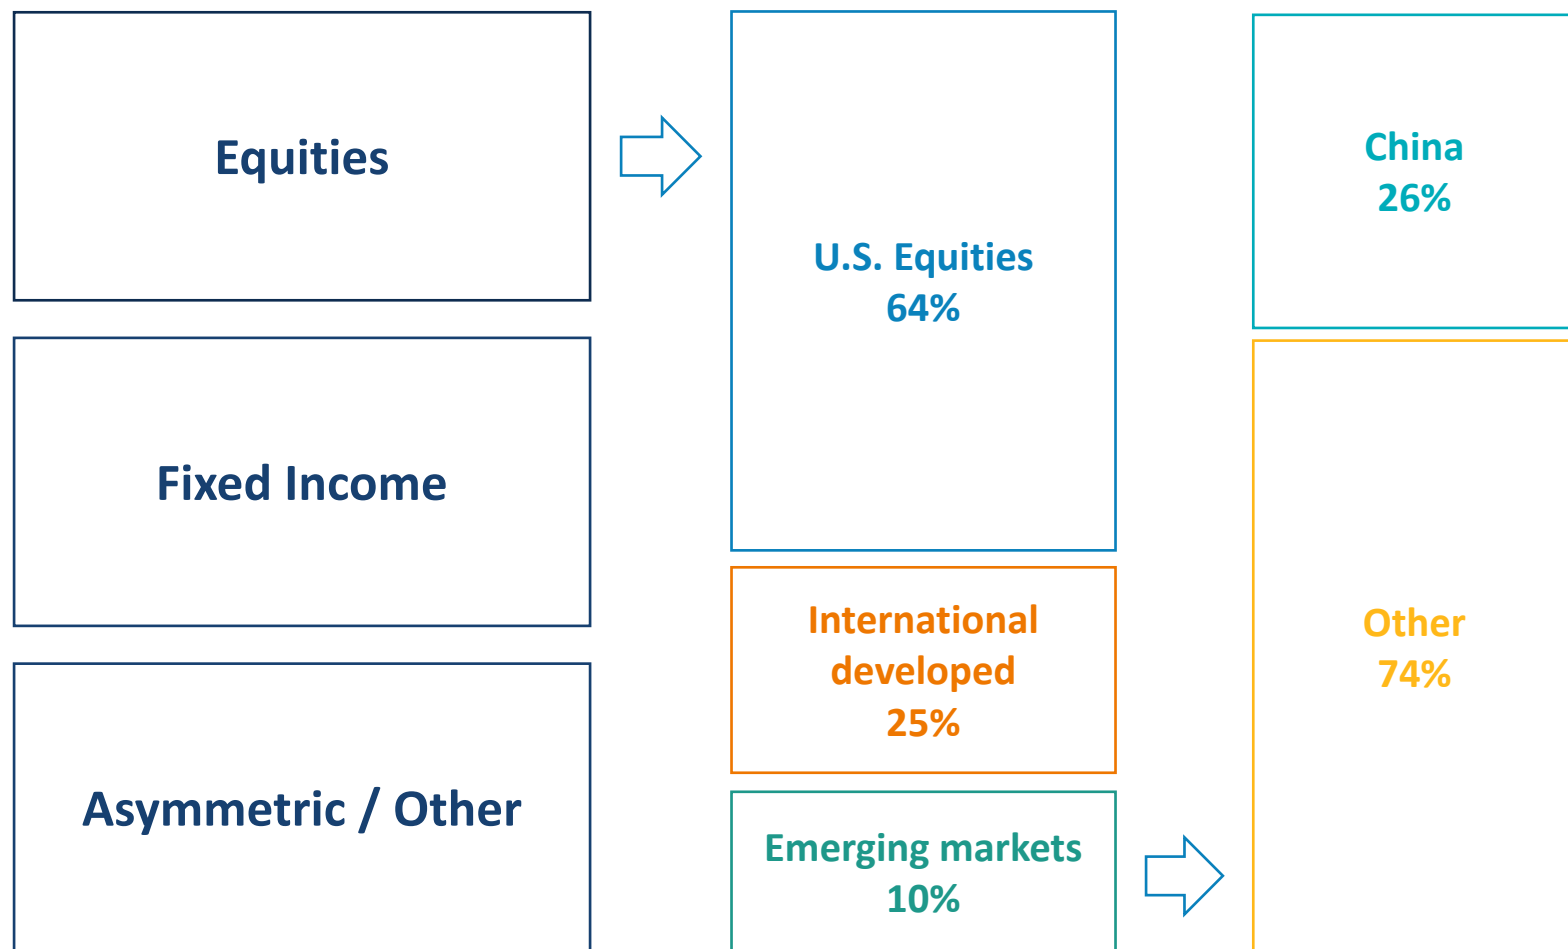 Equities
Fixed Income
Asymmetric / Other
U.S. Equities
64%
International
developed
25%
Emerging markets
10%
China
26%
Other
74%